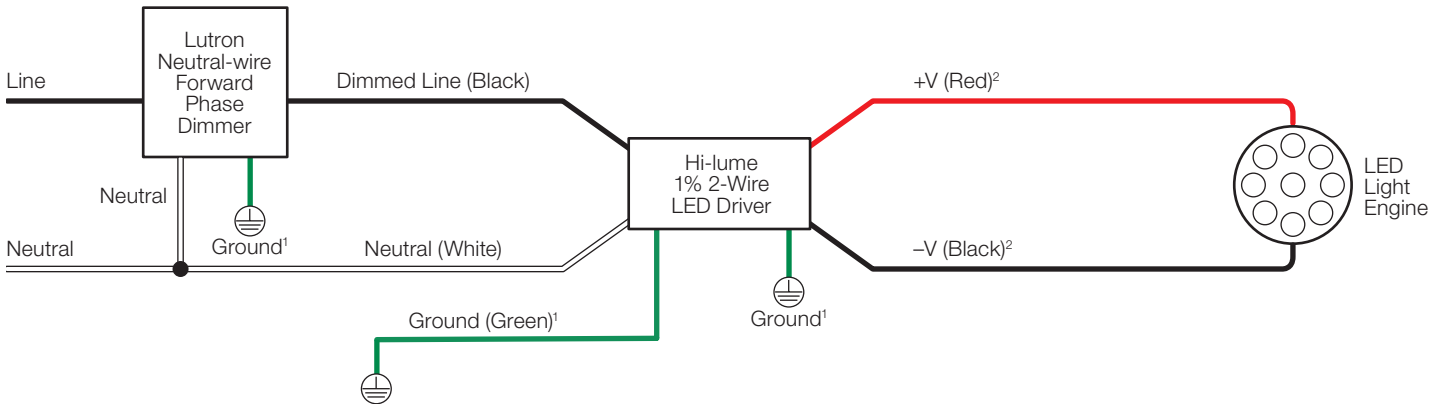 Lutron
Neutral-wire
Forward
Phase
Dimmer
Line
Dimmed Line (Black)
+V (Red)²
Hi-lume
1% 2-Wire
LED Driver
LED
Light
Engine
Neutral
Ground¹
Neutral
Neutral (White)
–V (Black)²
Ground (Green)¹
Ground¹